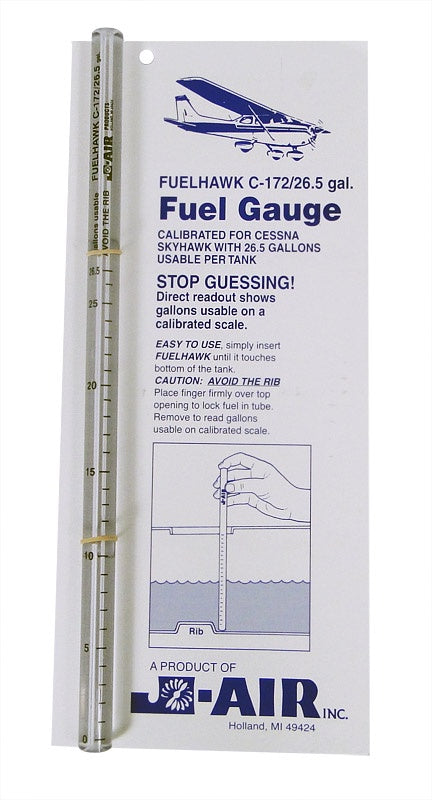 FUELHAWK C-172/26.5 gal.
J-AIR
PRODUCTS
gallons usable
AVOID THE RIB
26.5
25
20
15
10
5
0
FUELHAWK C-172/26.5 gal.
Fuel Gauge
CALIBRATED FOR CESSNA
SKYHAWK WITH 26.5 GALLONS
USABLE PER TANK
STOP GUESSING!
Direct readout shows
gallons usable on a
calibrated scale.
EASY TO USE, simply insert
FUELHAWK until it touches
bottom of the tank.
CAUTION: AVOID THE RIB
Place finger firmly over top
opening to lock fuel in tube.
Remove to read gallons
usable on calibrated scale.
Rib
A PRODUCT OF
J-AIR INC.
Holland, MI 49424